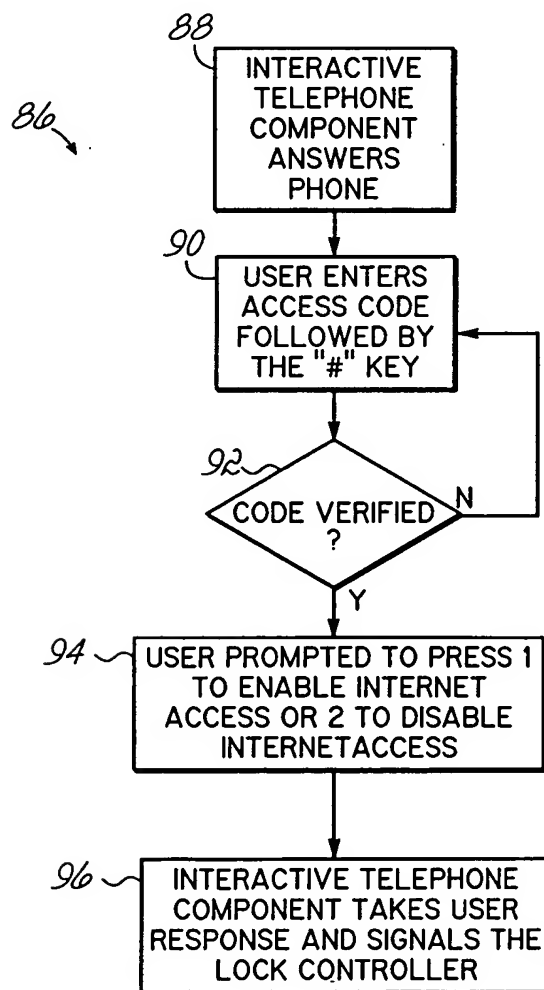 88
INTERACTIVE
TELEPHONE
COMPONENT
ANSWERS
PHONE
86
90
USER ENTERS
ACCESS CODE
FOLLOWED BY
THE "#" KEY
92
CODE VERIFIED
?
N
Y
94
USER PROMPTED TO PRESS 1
TO ENABLE INTERNET
ACCESS OR 2 TO DISABLE
INTERNETACCESS
96
INTERACTIVE TELEPHONE
COMPONENT TAKES USER
RESPONSE AND SIGNALS THE
LOCK CONTROLLER